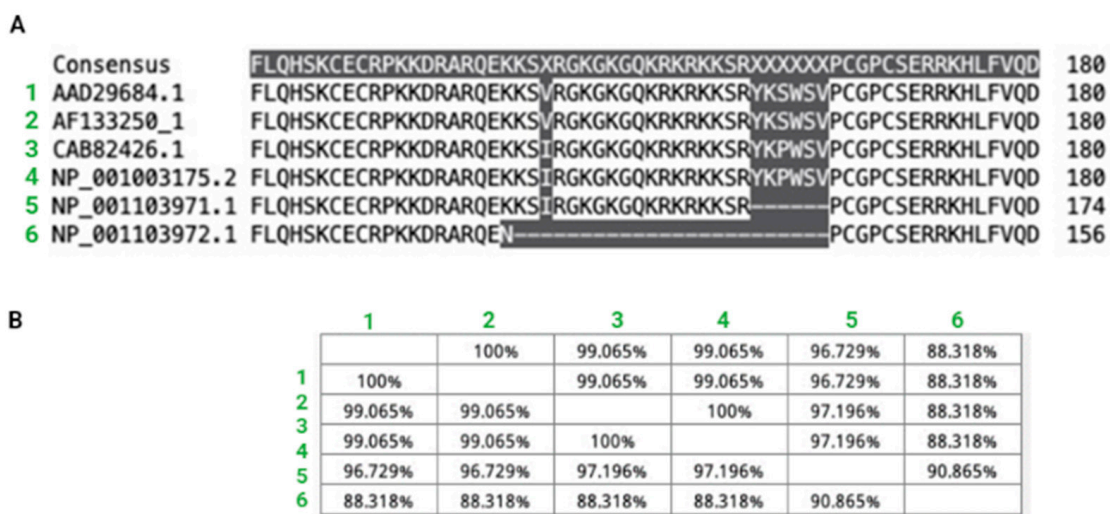 A
Consensus FLQHSKCECRPKKDRARQEKKSXRGKGKGQKRKRKKSRXXXXXXPCGPCSERRKHLFVQD 180
1 AAD29684.1 FLQHSKCECRPKKDRARQEKKSVRGKGKGQKRKRKKSRYKSWSVPCGPCSERRKHLFVQD 180
2 AF133250_1 FLQHSKCECRPKKDRARQEKKSVRGKGKGQKRKRKKSRYKSWSVPCGPCSERRKHLFVQD 180
3 CAB82426.1 FLQHSKCECRPKKDRARQEKKSIRGKGKGQKRKRKKSRYKPWSVPCGPCSERRKHLFVQD 180
4 NP_001003175.2 FLQHSKCECRPKKDRARQEKKSIRGKGKGQKRKRKKSRYKPWSVPCGPCSERRKHLFVQD 180
5 NP_001103971.1 FLQHSKCECRPKKDRARQEKKSIRGKGKGQKRKRKKSR------PCGPCSERRKHLFVQD 174
6 NP_001103972.1 FLQHSKCECRPKKDRARQEN------------------------PCGPCSERRKHLFVQD 156
B
1 2 3 4 5 6
100% 99.065% 99.065% 96.729% 88.318%
1 100% 99.065% 99.065% 96.729% 88.318%
2 99.065% 99.065% 100% 97.196% 88.318%
3
4 99.065% 99.065% 100% 97.196% 88.318%
5 96.729% 96.729% 97.196% 97.196% 90.865%
6 88.318% 88.318% 88.318% 88.318% 90.865%